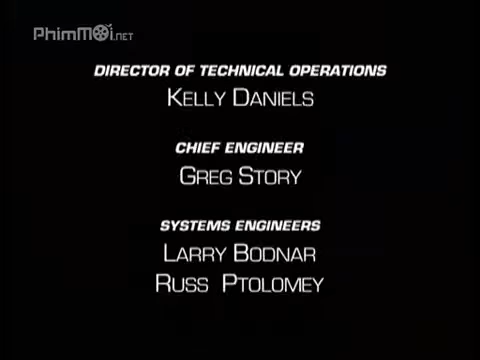 PhimMoi.NET
DIRECTOR OF TECHNICAL OPERATIONS
KELLY DANIELS
CHIEF ENGINEER
GREG STORY
SYSTEMS ENGINEERS
LARRY BODNAR
RUSS PTOLOMEY